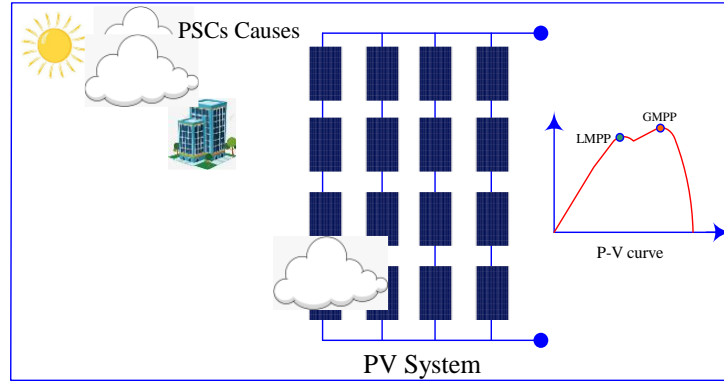 PSCs Causes
GMPP
LMPP
P-V curve
PV System